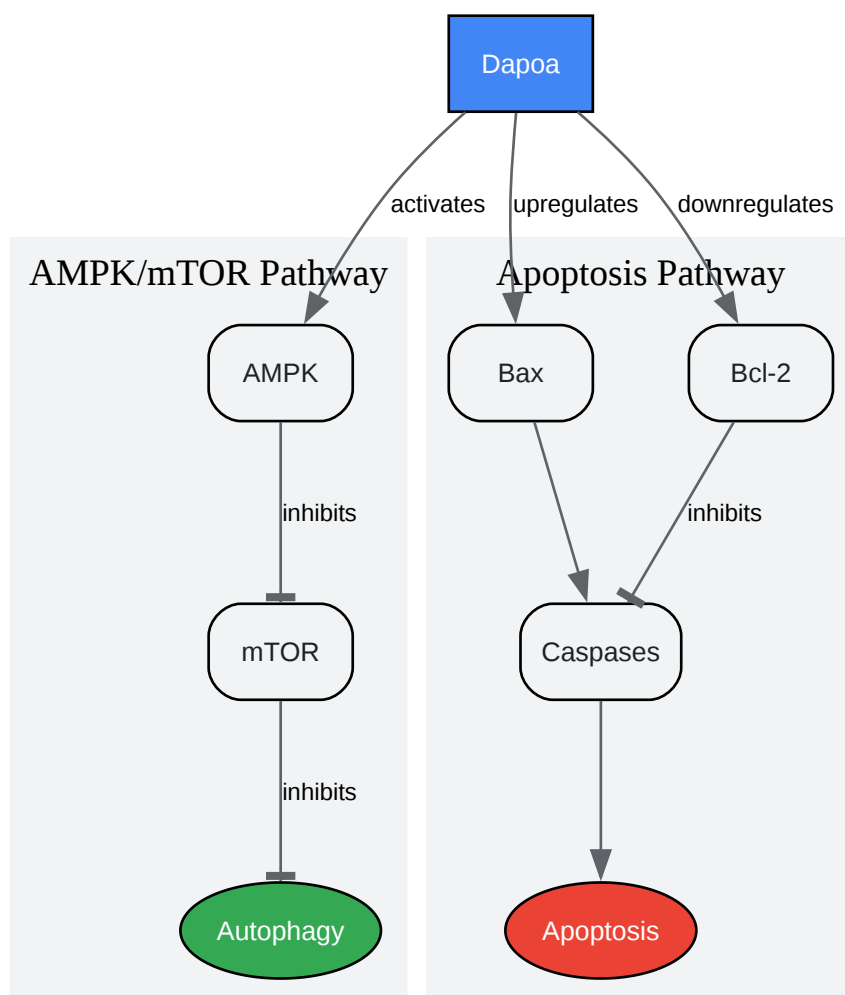 Dapoa
activates
upregulates
downregulates
AMPK/mTOR Pathway
Apoptosis Pathway
AMPK
Bax
Bcl-2
inhibits
inhibits
mTOR
Caspases
inhibits
Autophagy
Apoptosis